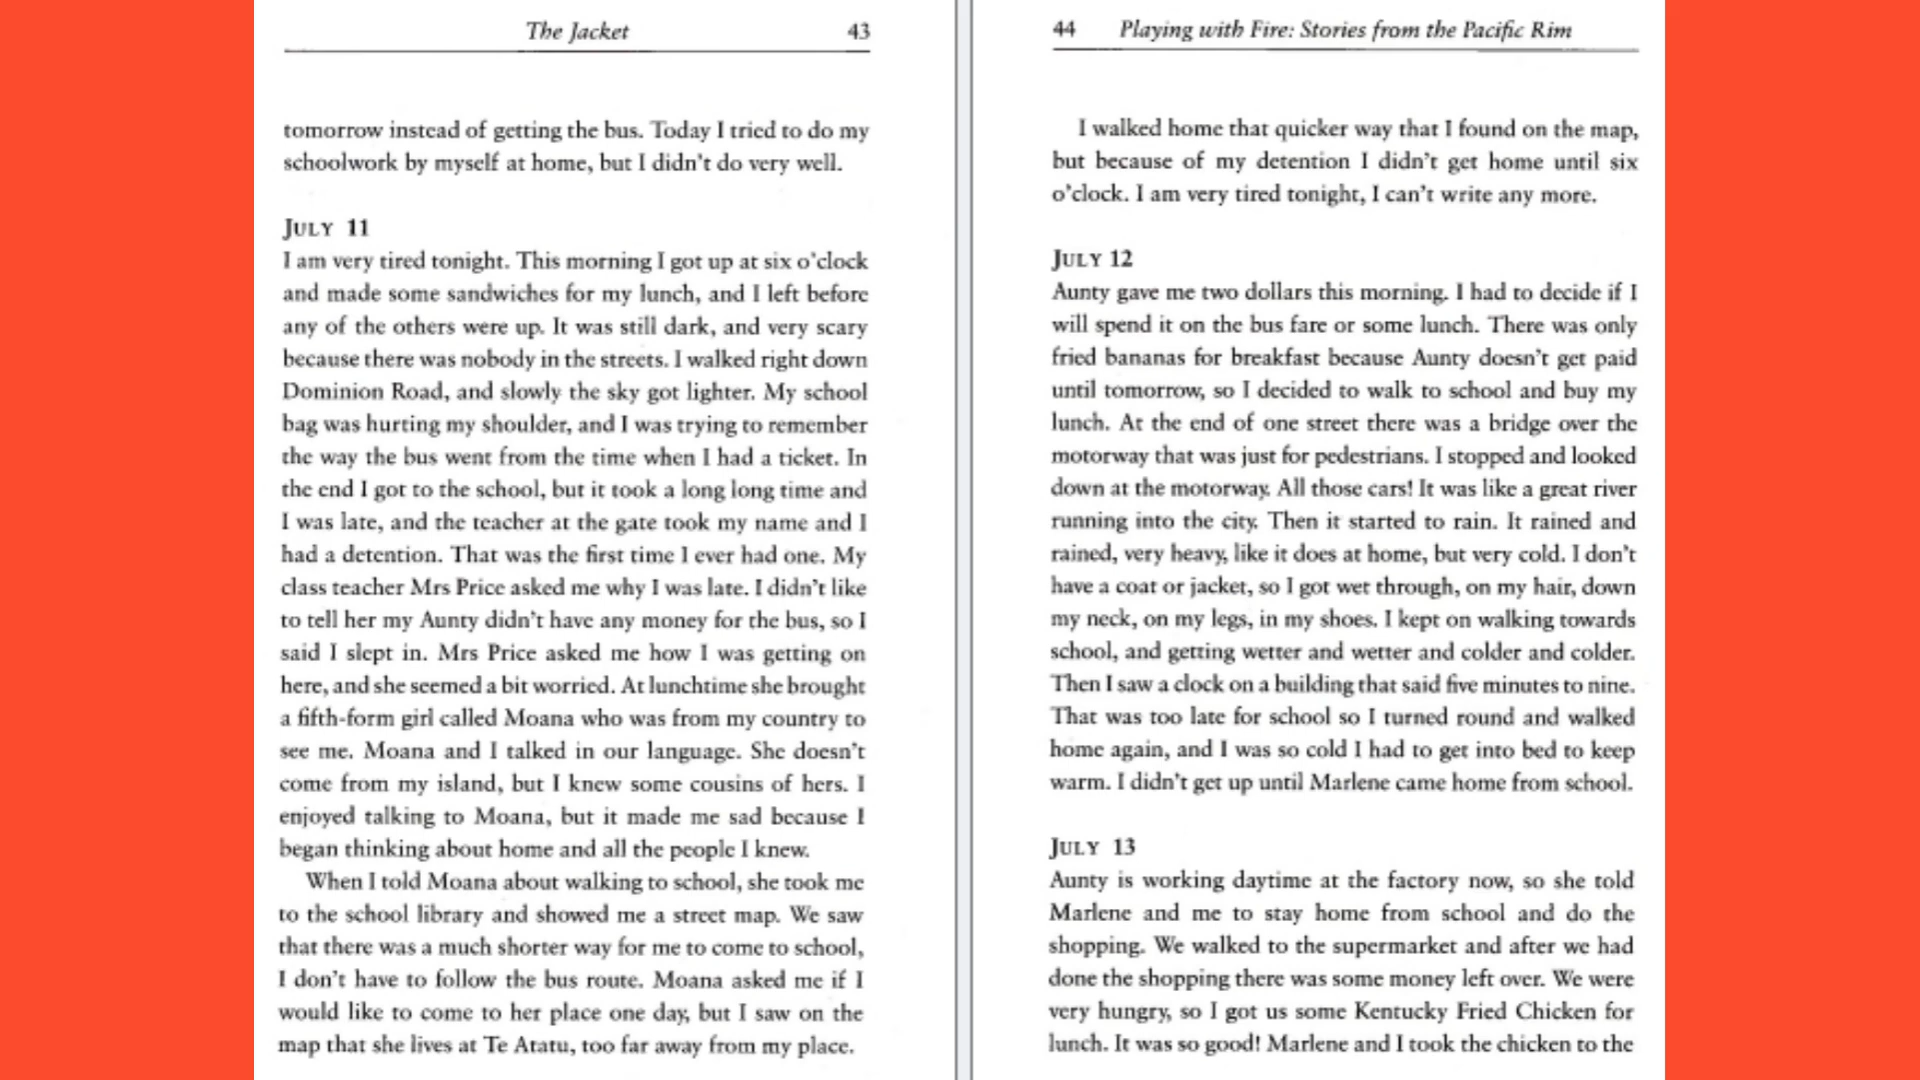 The Jacket 43
tomorrow instead of getting the bus. Today I tried to do my
schoolwork by myself at home, but I didn't do very well.
JULY 11
I am very tired tonight. This morning I got up at six o'clock
and made some sandwiches for my lunch, and I left before
any of the others were up. It was still dark, and very scary
because there was nobody in the streets. I walked right down
Dominion Road, and slowly the sky got lighter. My school
bag was hurting my shoulder, and I was trying to remember
the way the bus went from the time when I had a ticket. In
the end I got to the school, but it took a long long time and
I was late, and the teacher at the gate took my name and I
had a detention. That was the first time I ever had one. My
class teacher Mrs Price asked me why I was late. I didn't like
to tell her my Aunty didn't have any money for the bus, so I
said I slept in. Mrs Price asked me how I was getting on
here, and she seemed a bit worried. At lunchtime she brought
a fifth-form girl called Moana who was from my country to
see me. Moana and I talked in our language. She doesn't
come from my island, but I knew some cousins of hers. I
enjoyed talking to Moana, but it made me sad because I
began thinking about home and all the people I knew.
When I told Moana about walking to school, she took me
to the school library and showed me a street map. We saw
that there was a much shorter way for me to come to school,
I don't have to follow the bus route. Moana asked me if I
would like to come to her place one day, but I saw on the
map that she lives at Te Atatu, too far away from my place.
44 Playing with Fire: Stories from the Pacific Rim
I walked home that quicker way that I found on the map,
but because of my detention I didn't get home until six
o'clock. I am very tired tonight, I can't write any more.
JULY 12
Aunty gave me two dollars this morning. I had to decide if I
will spend it on the bus fare or some lunch. There was only
fried bananas for breakfast because Aunty doesn't get paid
until tomorrow, so I decided to walk to school and buy my
lunch. At the end of one street there was a bridge over the
motorway that was just for pedestrians. I stopped and looked
down at the motorway. All those cars! It was like a great river
running into the city. Then it started to rain. It rained and
rained, very heavy, like it does at home, but very cold. I don't
have a coat or jacket, so I got wet through, on my hair, down
my neck, on my legs, in my shoes. I kept on walking towards
school, and getting wetter and wetter and colder and colder.
Then I saw a clock on a building that said five minutes to nine.
That was too late for school so I turned round and walked
home again, and I was so cold I had to get into bed to keep
warm. I didn't get up until Marlene came home from school.
JULY 13
Aunty is working daytime at the factory now, so she told
Marlene and me to stay home from school and do the
shopping. We walked to the supermarket and after we had
done the shopping there was some money left over. We were
very hungry, so I got us some Kentucky Fried Chicken for
lunch. It was so good! Marlene and I took the chicken to the